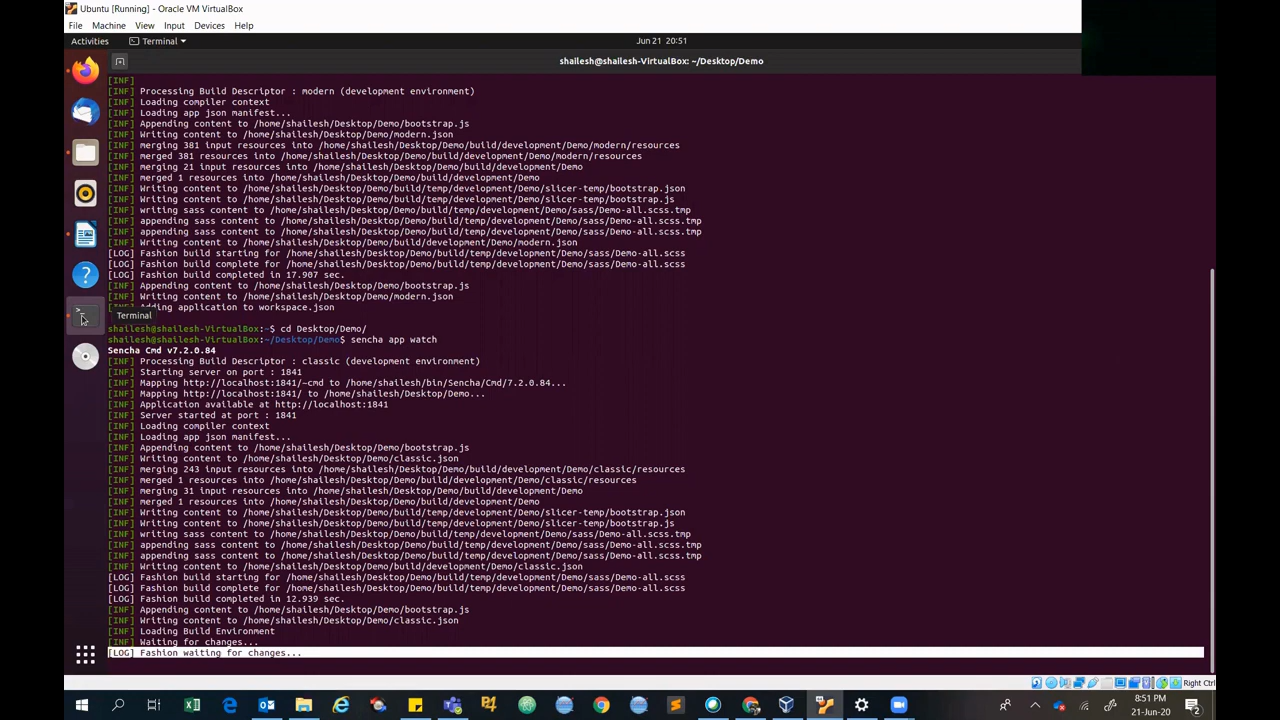 Ubuntu [Running] - Oracle VM VirtualBox
File Machine View Input Devices Help
Activities Terminal Jun 21 20:51
shailesh@shailesh-VirtualBox: ~/Desktop/Demo
[INF]
[INF] Processing Build Descriptor : modern (development environment)
[INF] Loading compiler context
[INF] Loading app json manifest...
[INF] Appending content to /home/shailesh/Desktop/Demo/bootstrap.js
[INF] Writing content to /home/shailesh/Desktop/Demo/modern.json
[INF] merging 381 input resources into /home/shailesh/Desktop/Demo/build/development/Demo/modern/resources
[INF] merged 381 resources into /home/shailesh/Desktop/Demo/build/development/Demo/modern/resources
[INF] merging 21 input resources into /home/shailesh/Desktop/Demo/build/development/Demo
[INF] merged 1 resources into /home/shailesh/Desktop/Demo/build/development/Demo
[INF] Writing content to /home/shailesh/Desktop/Demo/build/temp/development/Demo/slicer-temp/bootstrap.json
[INF] Writing content to /home/shailesh/Desktop/Demo/build/temp/development/Demo/slicer-temp/bootstrap.js
[INF] writing sass content to /home/shailesh/Desktop/Demo/build/temp/development/Demo/sass/Demo-all.scss.tmp
[INF] appending sass content to /home/shailesh/Desktop/Demo/build/temp/development/Demo/sass/Demo-all.scss.tmp
[INF] appending sass content to /home/shailesh/Desktop/Demo/build/temp/development/Demo/sass/Demo-all.scss.tmp
[INF] Writing content to /home/shailesh/Desktop/Demo/build/development/Demo/modern.json
[LOG] Fashion build starting for /home/shailesh/Desktop/Demo/build/temp/development/Demo/sass/Demo-all.scss
[LOG] Fashion build complete for /home/shailesh/Desktop/Demo/build/temp/development/Demo/sass/Demo-all.scss
[LOG] Fashion build completed in 17.907 sec.
[INF] Appending content to /home/shailesh/Desktop/Demo/bootstrap.js
[INF] Writing content to /home/shailesh/Desktop/Demo/modern.json
[INF] Adding application to workspace.json
Terminal
shailesh@shailesh-VirtualBox:~$ cd Desktop/Demo/
shailesh@shailesh-VirtualBox:~/Desktop/Demo$ sencha app watch
Sencha Cmd v7.2.0.84
[INF] Processing Build Descriptor : classic (development environment)
[INF] Starting server on port : 1841
[INF] Mapping http://localhost:1841/~cmd to /home/shailesh/bin/Sencha/Cmd/7.2.0.84...
[INF] Mapping http://localhost:1841/ to /home/shailesh/Desktop/Demo...
[INF] Application available at http://localhost:1841
[INF] Server started at port : 1841
[INF] Loading compiler context
[INF] Loading app json manifest...
[INF] Appending content to /home/shailesh/Desktop/Demo/bootstrap.js
[INF] Writing content to /home/shailesh/Desktop/Demo/classic.json
[INF] merging 243 input resources into /home/shailesh/Desktop/Demo/build/development/Demo/classic/resources
[INF] merged 1 resources into /home/shailesh/Desktop/Demo/build/development/Demo/classic/resources
[INF] merging 31 input resources into /home/shailesh/Desktop/Demo/build/development/Demo
[INF] merged 1 resources into /home/shailesh/Desktop/Demo/build/development/Demo
[INF] Writing content to /home/shailesh/Desktop/Demo/build/temp/development/Demo/slicer-temp/bootstrap.json
[INF] Writing content to /home/shailesh/Desktop/Demo/build/temp/development/Demo/slicer-temp/bootstrap.js
[INF] writing sass content to /home/shailesh/Desktop/Demo/build/temp/development/Demo/sass/Demo-all.scss.tmp
[INF] appending sass content to /home/shailesh/Desktop/Demo/build/temp/development/Demo/sass/Demo-all.scss.tmp
[INF] appending sass content to /home/shailesh/Desktop/Demo/build/temp/development/Demo/sass/Demo-all.scss.tmp
[INF] Writing content to /home/shailesh/Desktop/Demo/build/development/Demo/classic.json
[LOG] Fashion build starting for /home/shailesh/Desktop/Demo/build/temp/development/Demo/sass/Demo-all.scss
[LOG] Fashion build complete for /home/shailesh/Desktop/Demo/build/temp/development/Demo/sass/Demo-all.scss
[LOG] Fashion build completed in 12.939 sec.
[INF] Appending content to /home/shailesh/Desktop/Demo/bootstrap.js
[INF] Writing content to /home/shailesh/Desktop/Demo/classic.json
[INF] Loading Build Environment
[INF] Waiting for changes...
[LOG] Fashion waiting for changes...
Right Ctrl
8:51 PM
21-Jun-20